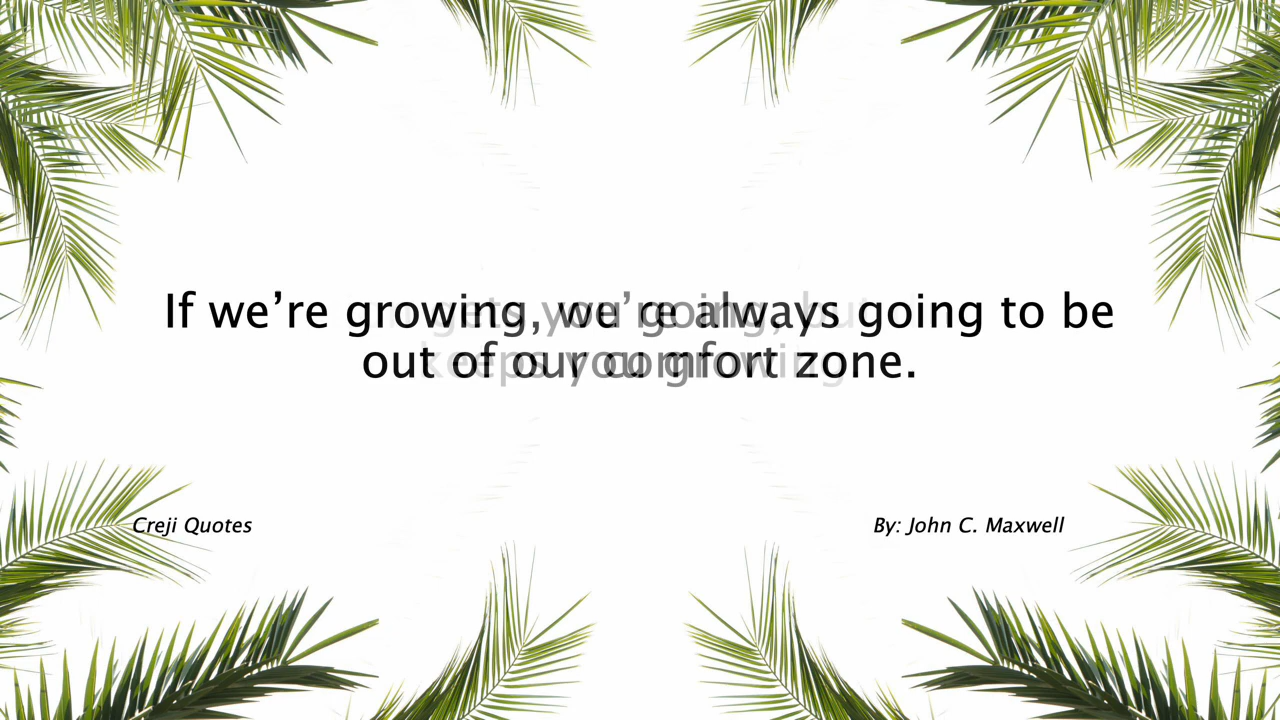 If we’re growing, we’re always going to be
out of our comfort zone.
Creji Quotes
By: John C. Maxwell